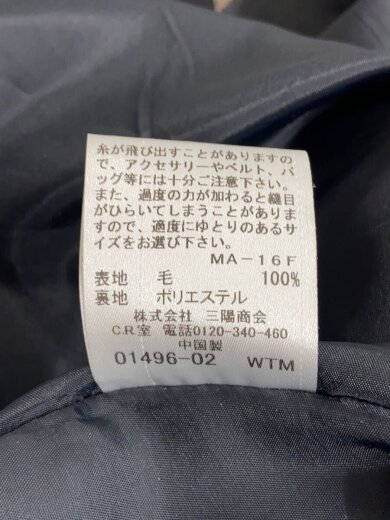 糸が飛び出すことがありますの
で、アクセサリーやベルト、バ
ッグ等には十分ご注意下さい。
また、過度の力が加わると縫目
がひらいてしまうことがありま
すので、適度にゆとりのあるサ
イズをお選び下さい。
MA-16F
表地 毛 100%
裏地 ポリエステル
株式会社 三陽商会
C.R.室 電話0120-340-460
中国製
01496-02 WTM